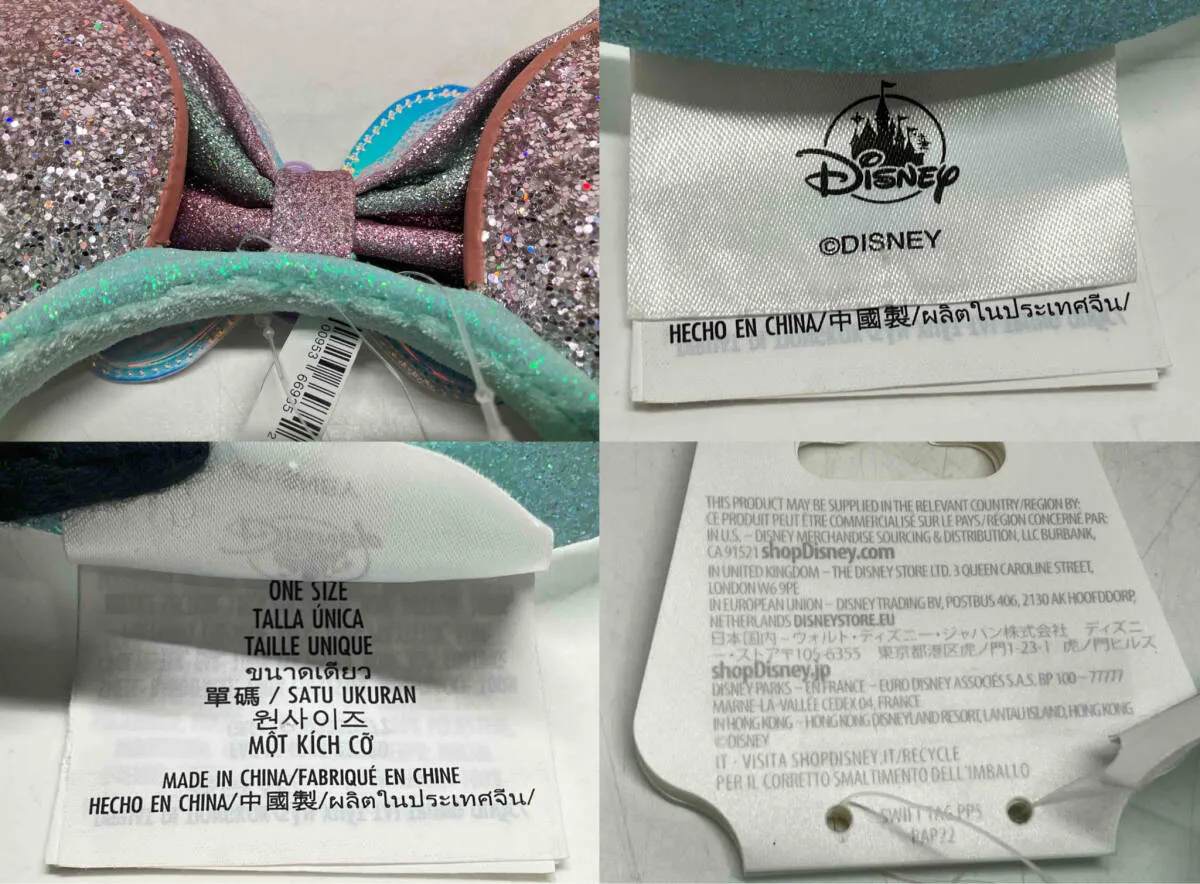 00953 66935 2
Disney
©DISNEY
HECHO EN CHINA/中國製/ผลิตในประเทศจีน/
ONE SIZE
TALLA ÚNICA
TAILLE UNIQUE
ขนาดเดียว
單碼 / SATU UKURAN
원사이즈
MỘT KÍCH CỠ
MADE IN CHINA/FABRIQUÉ EN CHINE
HECHO EN CHINA/中國製/ผลิตในประเทศจีน/
THIS PRODUCT MAY BE SUPPLIED IN THE RELEVANT COUNTRY/REGION BY:
CE PRODUIT PEUT ÊTRE COMMERCIALISÉ SUR LE PAYS/RÉGION CONCERNÉ PAR:
IN U.S. – DISNEY MERCHANDISE SOURCING & DISTRIBUTION, LLC BURBANK,
CA 91521 shopDisney.com
IN UNITED KINGDOM – THE DISNEY STORE LTD. 3 QUEEN CAROLINE STREET,
LONDON W6 9PE
IN EUROPEAN UNION – DISNEY TRADING BV, POSTBUS 406, 2130 AK HOOFDDORP,
NETHERLANDS DISNEYSTORE.EU
日本国内～ウォルト・ディズニー・ジャパン株式会社 ディズニ
ー・ストア〒105-6355 東京都港区虎ノ門1-23-1 虎ノ門ヒルズ
shopDisney.jp
DISNEY PARKS – EN FRANCE – EURO DISNEY ASSOCIÉS S.A.S. BP 100 – 77777
MARNE-LA-VALLÉE CEDEX 04, FRANCE
IN HONG KONG – HONG KONG DISNEYLAND RESORT, LANTAU ISLAND, HONG KONG
©DISNEY
IT - VISITA SHOPDISNEY.IT/RECYCLE
PER IL CORRETTO SMALTIMENTO DELL'IMBALLO
SWIFT TAG PP5
PAP22